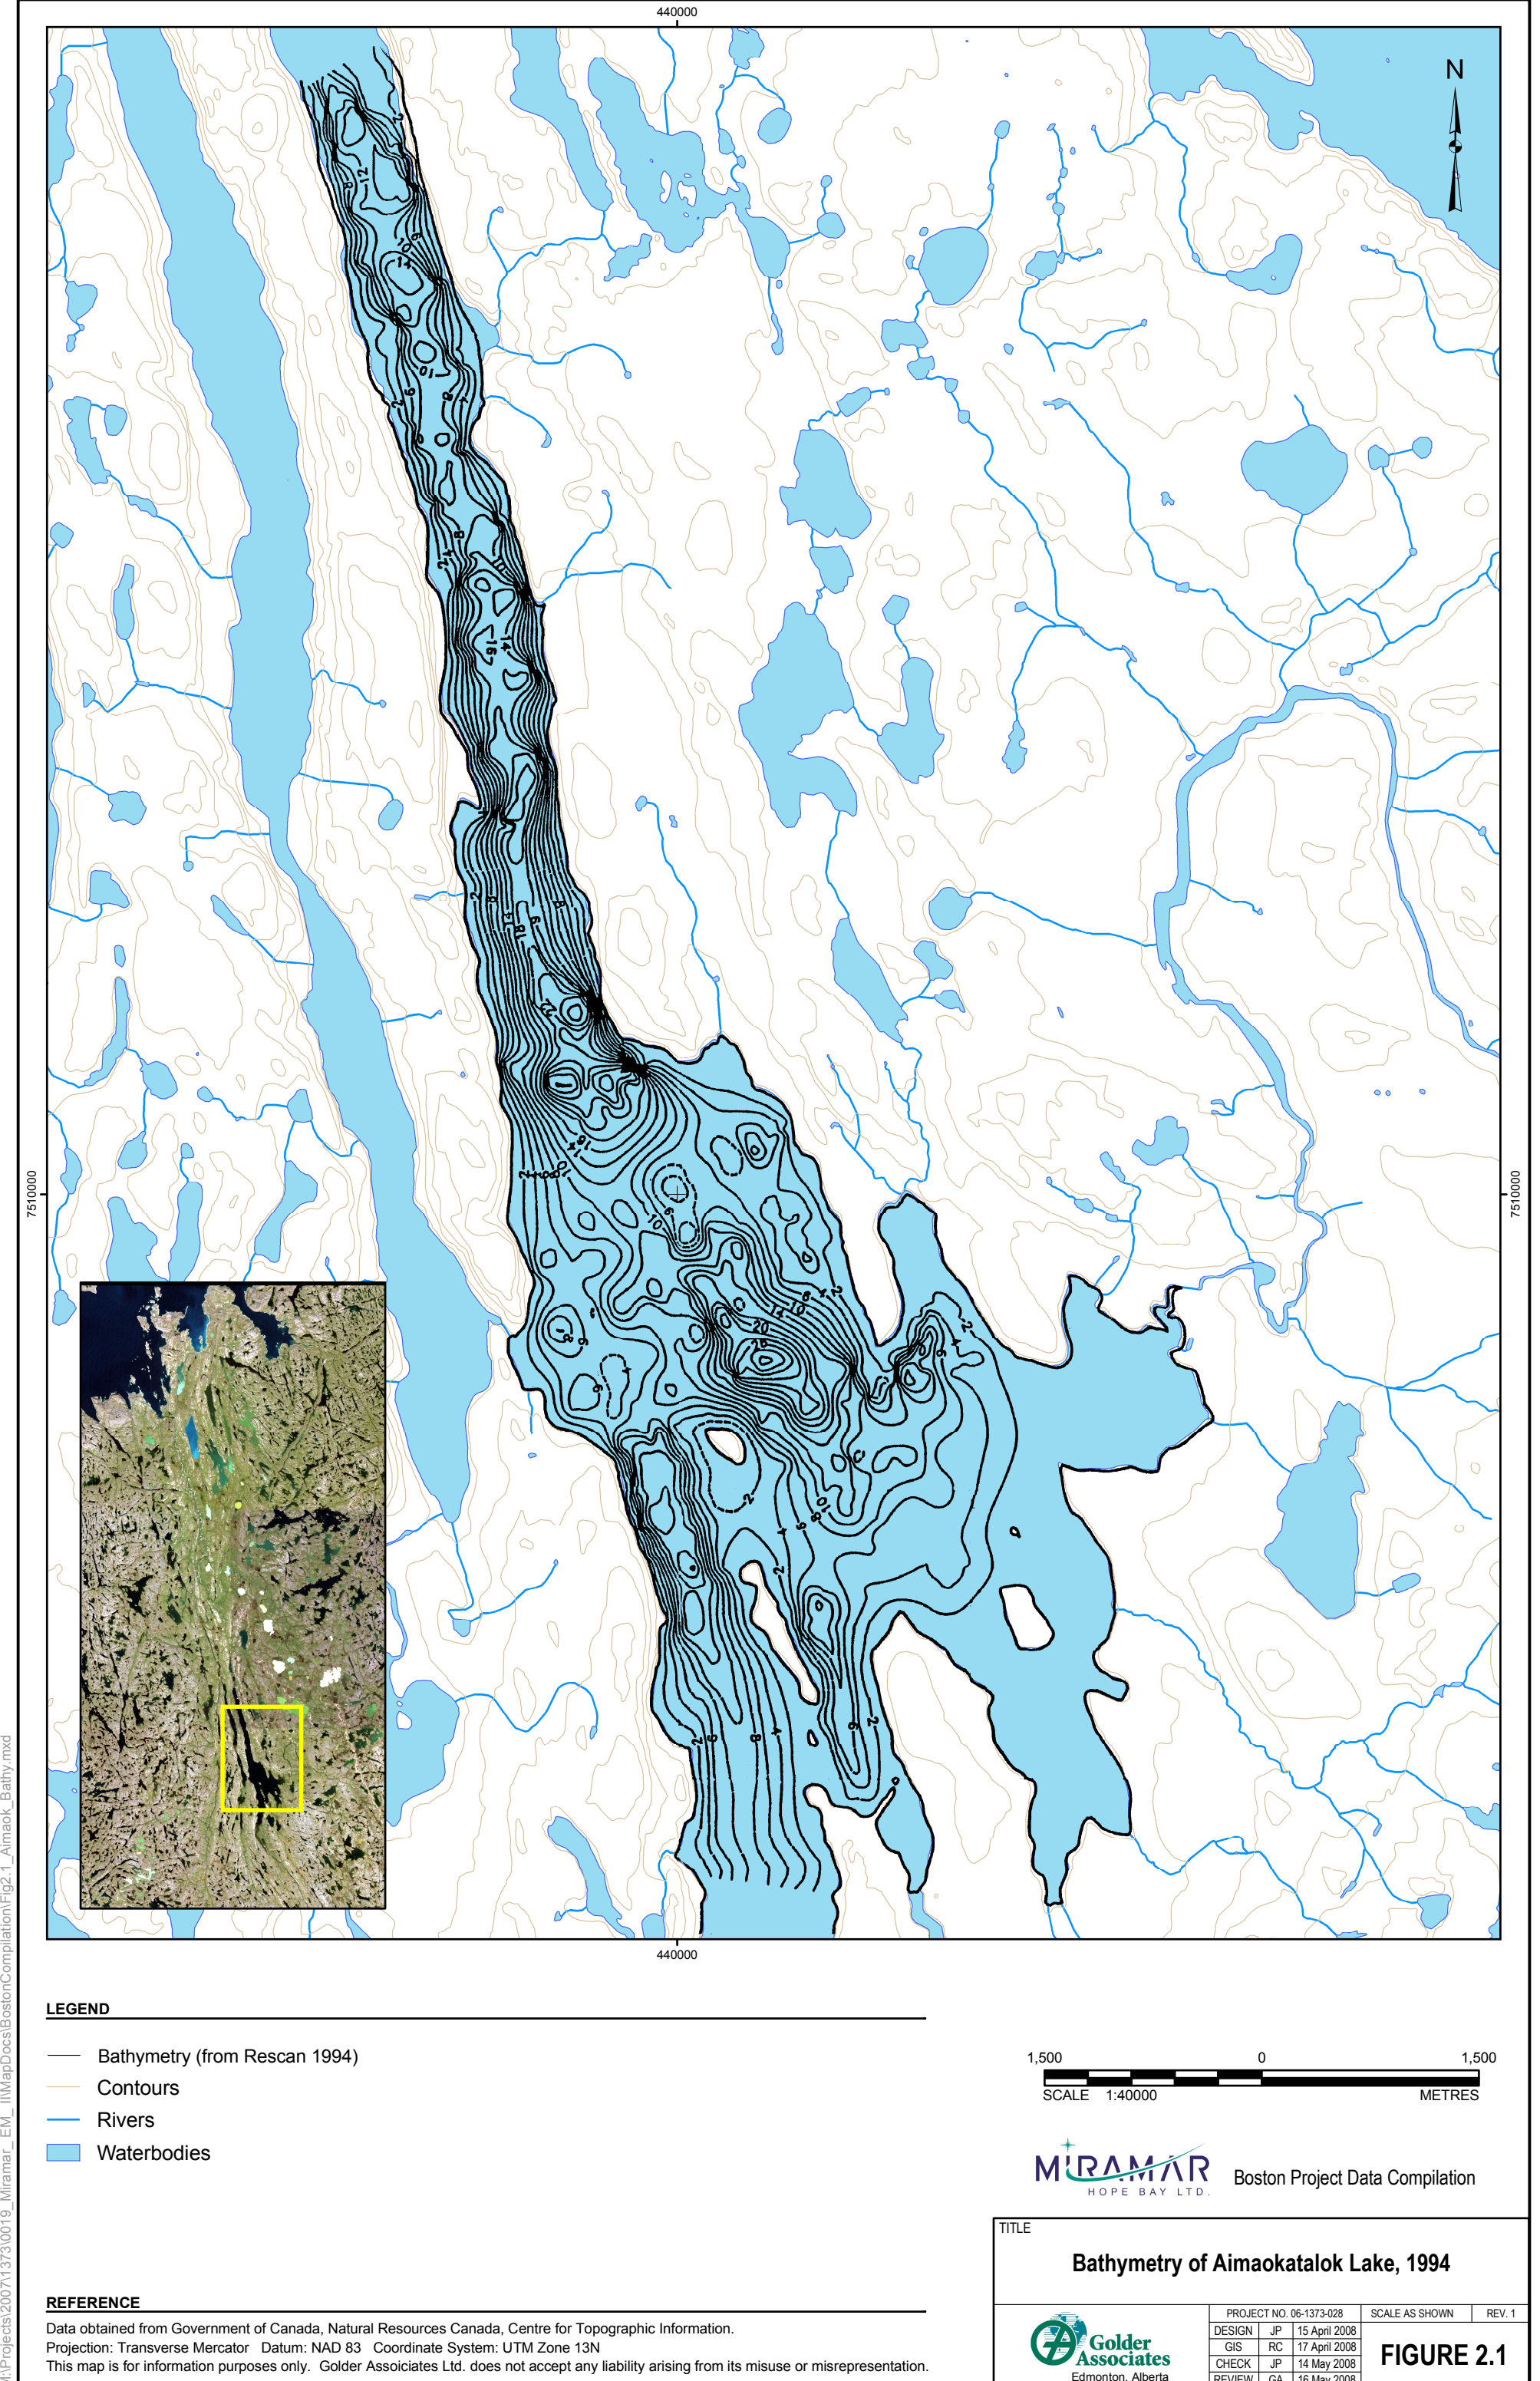 440000
N
7510000
7510000
440000
LEGEND
Bathymetry (from Rescan 1994)
Contours
Rivers
Waterbodies
1,500 0 1,500
SCALE 1:40000 METRES
MIRAMAR
HOPE BAY LTD.
Boston Project Data Compilation
TITLE
Bathymetry of Aimaokatalok Lake, 1994
REFERENCE
Data obtained from Government of Canada, Natural Resources Canada, Centre for Topographic Information.
Projection: Transverse Mercator Datum: NAD 83 Coordinate System: UTM Zone 13N
This map is for information purposes only. Golder Assoiciates Ltd. does not accept any liability arising from its misuse or misrepresentation.
Golder
Associates
Edmonton, Alberta
PROJECT NO. 06-1373-028 SCALE AS SHOWN REV. 1
DESIGN JP 15 April 2008
GIS RC 17 April 2008
CHECK JP 14 May 2008
REVIEW GA 16 May 2008
FIGURE 2.1